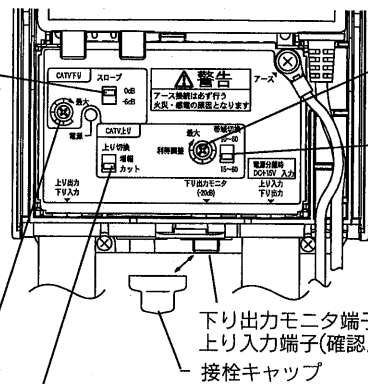 CATV下り
スロープ
0dB
-6dB
最大
電源
警告
アース接続は必ず行う
火災・感電の原因となります
アース
CATV上り
上り切換
増幅
カット
最大
利得調整
帯域切換
15~60
電源分離時
DC+15V 入力
上り出力
下り入力
下り出力モニタ
(-20dB)
上り入力
下り出力
下り出力モニタ端子
上り入力端子(確認
接栓キャップ